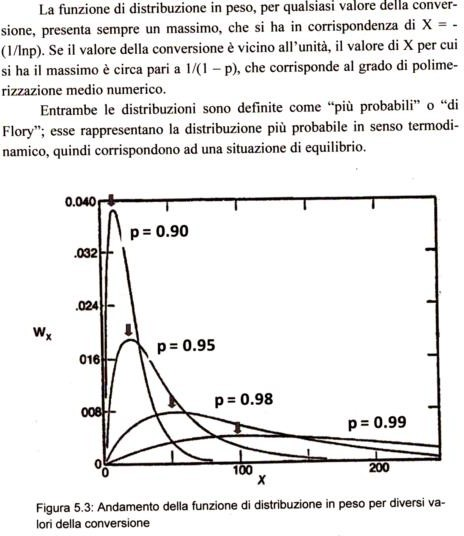 La funzione di distribuzione in peso, per qualsiasi valore della conver-
sione, presenta sempre un massimo, che si ha in corrispondenza di X = -
(1/lnp). Se il valore della conversione è vicino all'unità, il valore di X per cui
si ha il massimo è circa pari a 1/(1 – p), che corrisponde al grado di polime-
rizzazione medio numerico.
Entrambe le distribuzioni sono definite come “più probabili” o “di
Flory”; esse rappresentano la distribuzione più probabile in senso termodi-
namico, quindi corrispondono ad una situazione di equilibrio.
0.040
p = 0.90
.032
.024
Wx
p = 0.95
016
p = 0.98
008
p = 0.99
0
0
100
200
X
Figura 5.3: Andamento della funzione di distribuzione in peso per diversi va-
lori della conversione